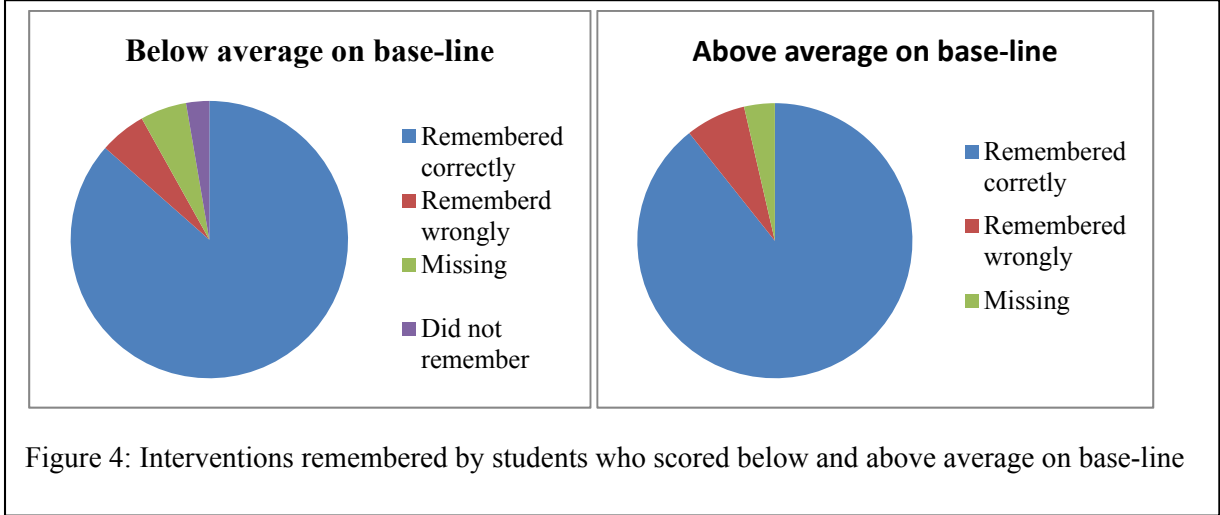 Below average on base-line
Remembered
correctly
Rememberd
wrongly
Missing
Did not
remember
Above average on base-line
Remembered
corretly
Remembered
wrongly
Missing
Figure 4: Interventions remembered by students who scored below and above average on base-line